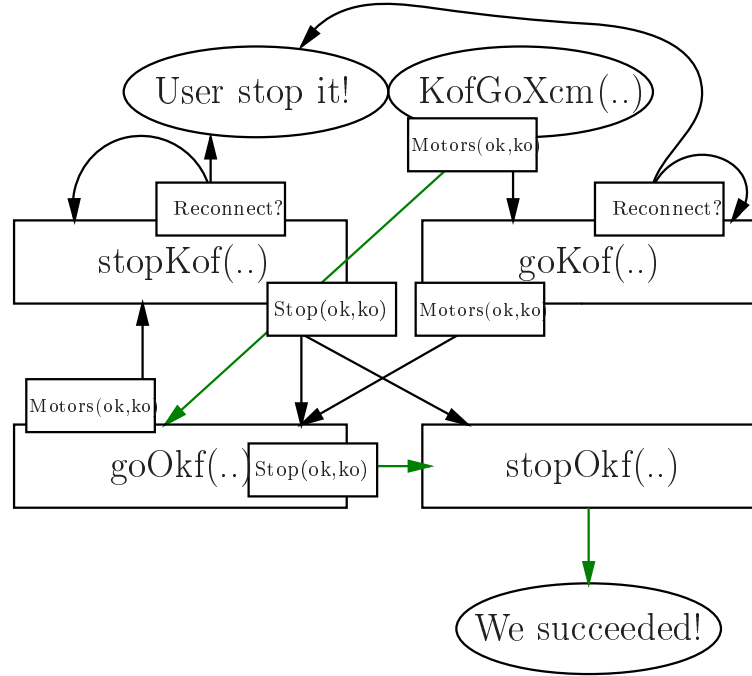 User stop it!
KofGoXcm(..)
Motors(ok,ko)
Reconnect?
Reconnect?
stopKof(..)
goKof(..)
Stop(ok,ko)
Motors(ok,ko)
Motors(ok,ko)
goOkf(..)
Stop(ok,ko)
stopOkf(..)
We succeeded!